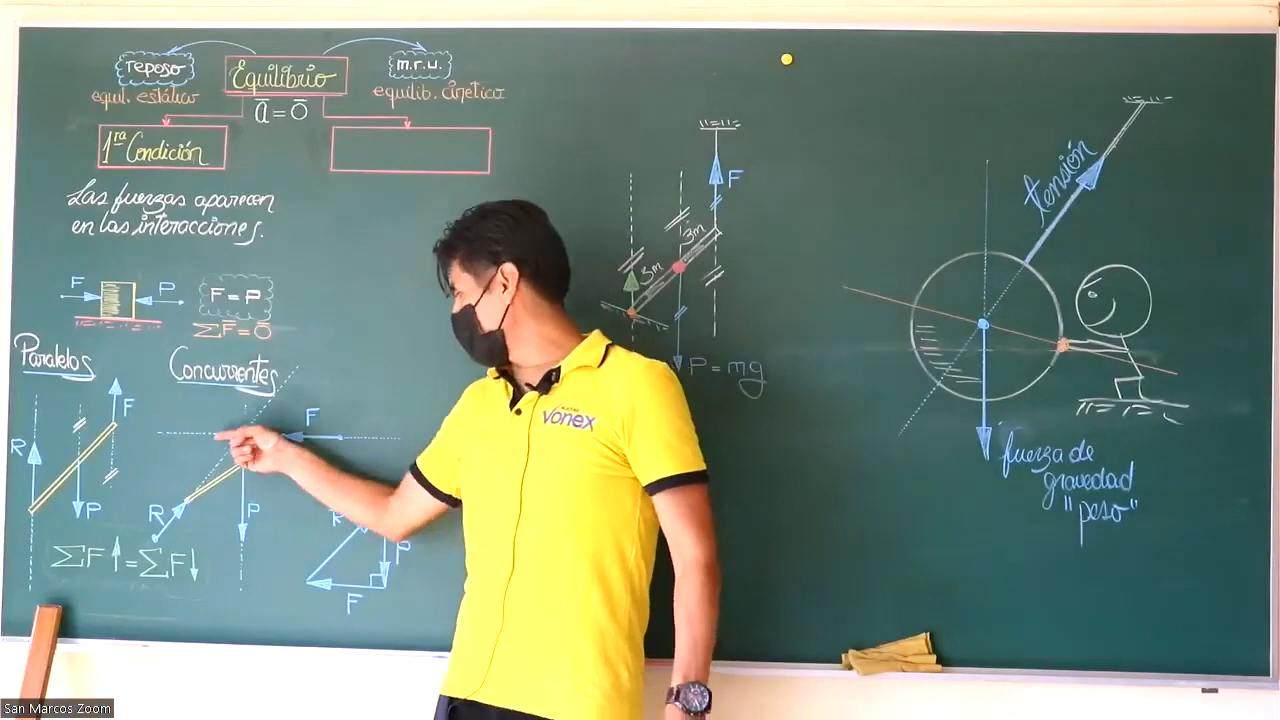 reposo
Equilibrio
m.r.u.
equil. estático
equilib. cinético
a̅ = 0̅
1ra Condición
Las fuerzas aparecen
en las interacciones.
F
P
F = P
ΣF = 0̅
Paralelos
Concurrentes
F
R
P
ΣF↑ = ΣF↓
F
R
P
R
P
F
F
3m
3m
P = mg
Vonex
tensión
fuerza de
gravedad
"peso"
San Marcos Zoom